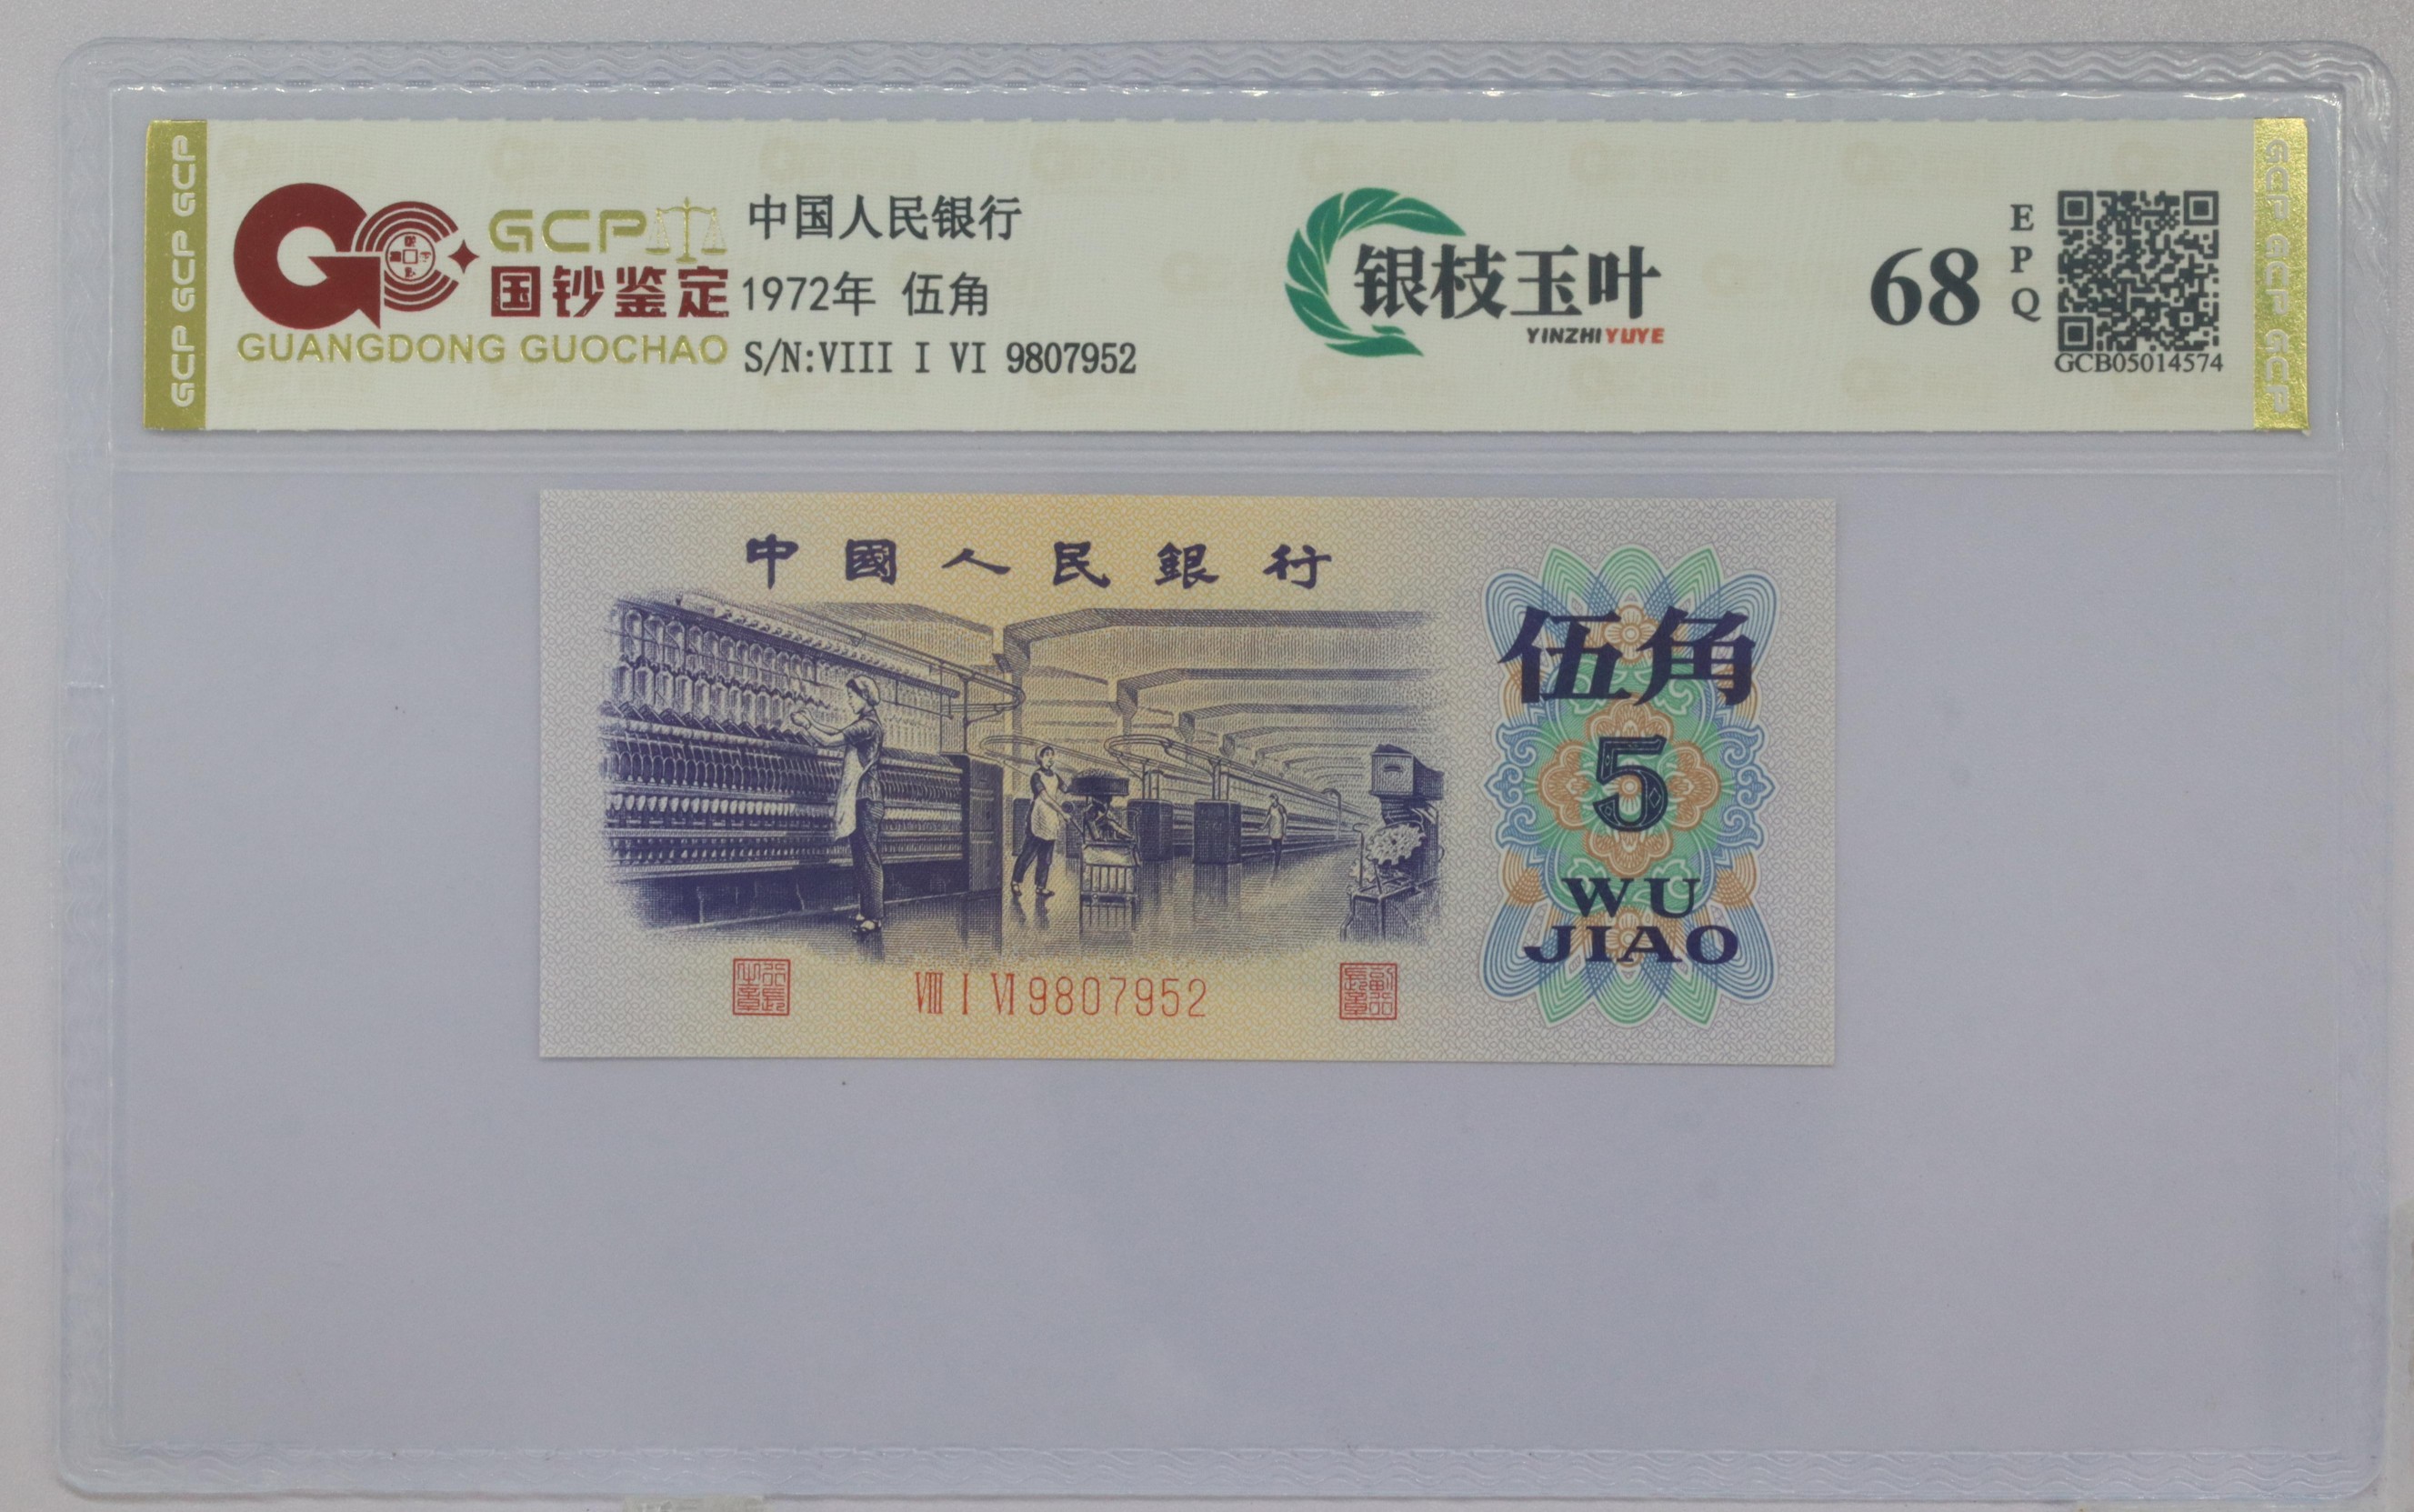 GCP GCP GCP
GCP
国钞鉴定
GUANGDONG GUOCHAO
中国人民银行
1972年 伍角
S/N:VIII I VI 9807952
银枝玉叶
YINZHIYUYE
68
EPQ
GCB05014574
GCP GCP GCP
中國人民銀行
伍角
5
WU
JIAO
VIII I VI 9807952